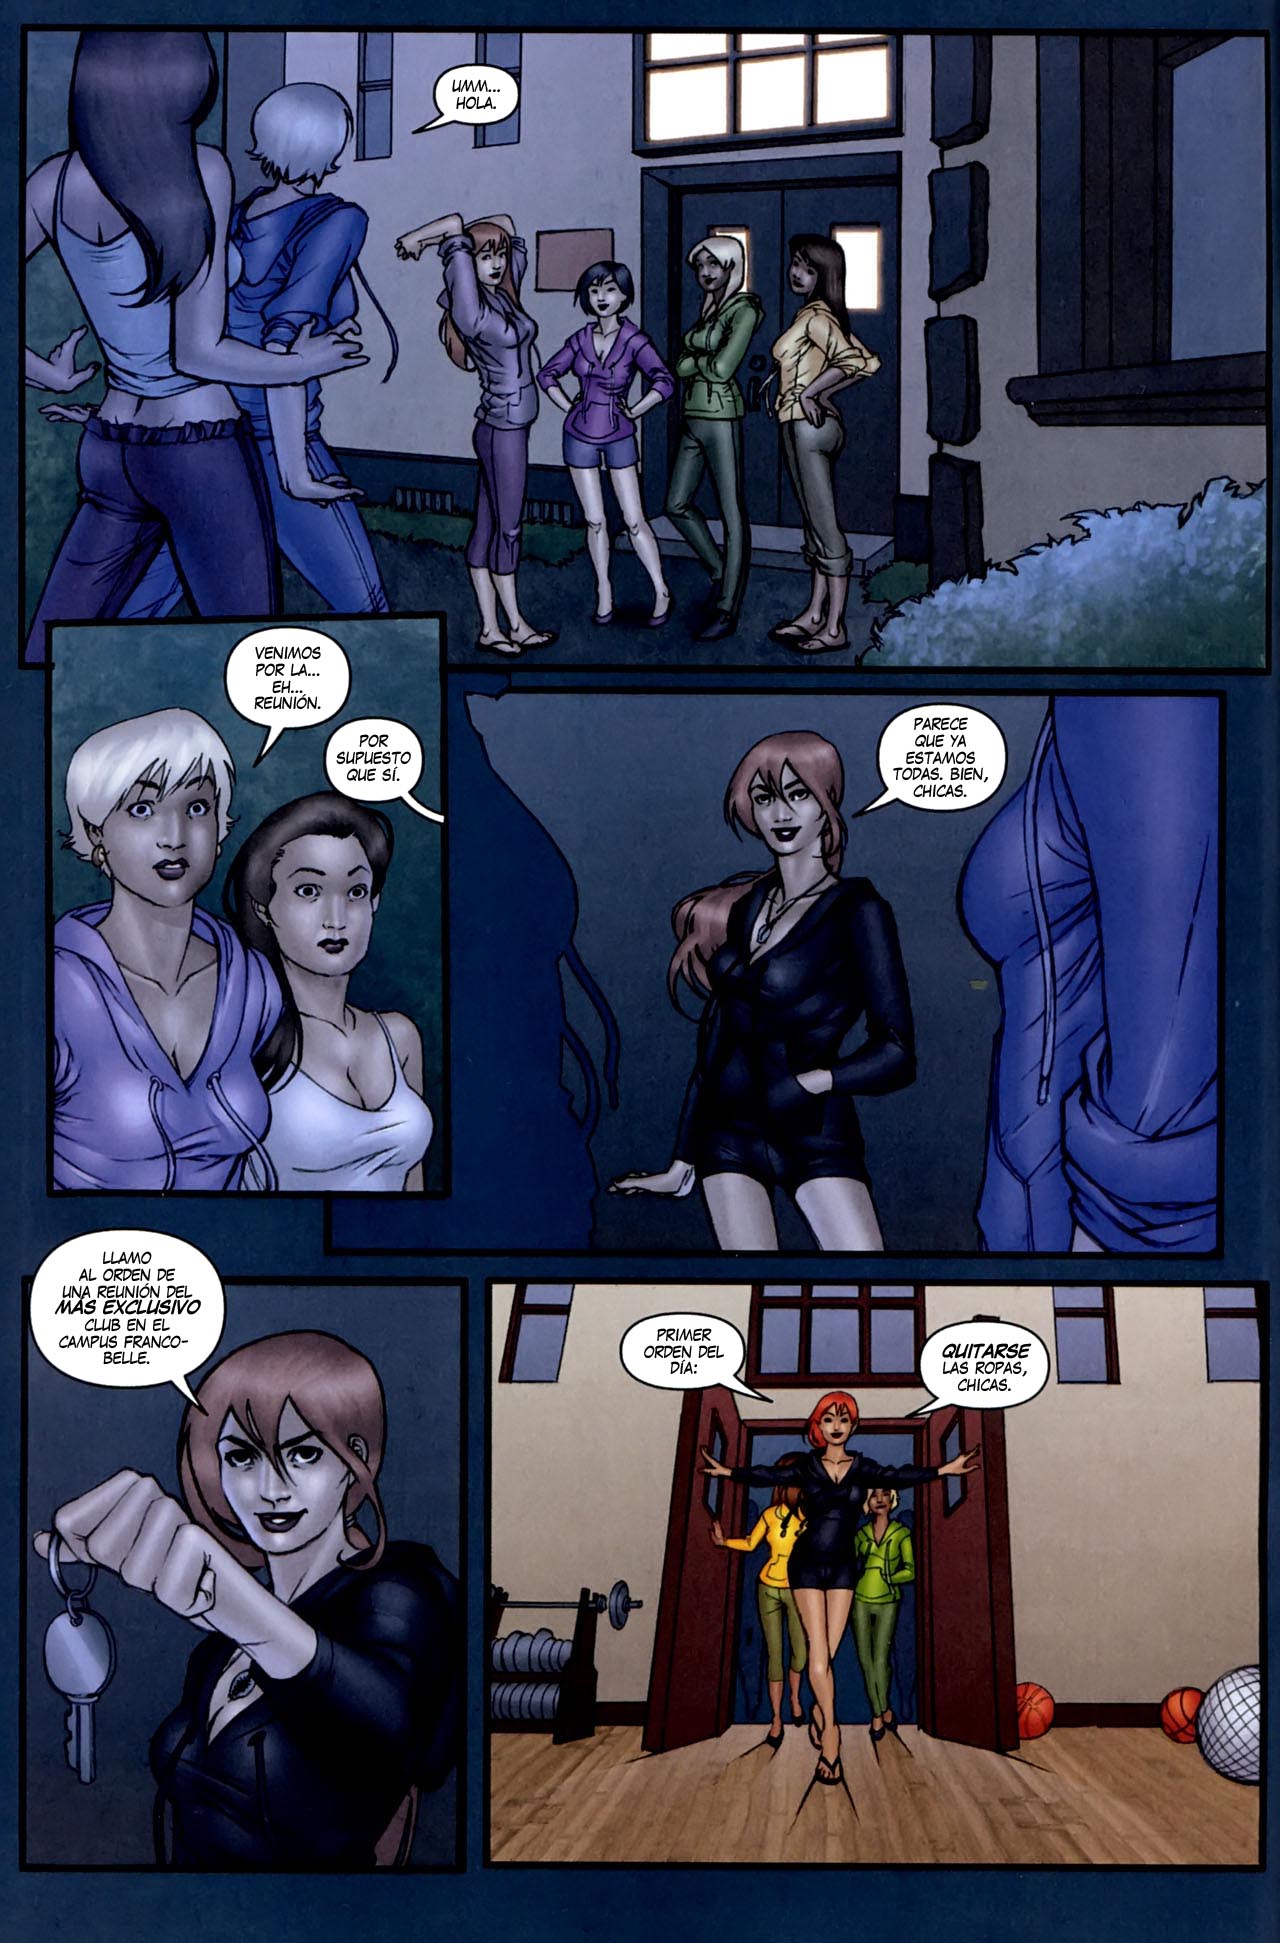 UMM...
HOLA.
VENIMOS
POR LA...
EH...
REUNIÓN.
POR
SUPUESTO
QUE SÍ.
PARECE
QUE YA
ESTAMOS
TODAS. BIEN,
CHICAS.
LLAMO
AL ORDEN DE
UNA REUNIÓN DEL
MÁS EXCLUSIVO
CLUB EN EL
CAMPUS FRANCO-
BELLE.
PRIMER
ORDEN DEL
DÍA:
QUITARSE
LAS ROPAS,
CHICAS.